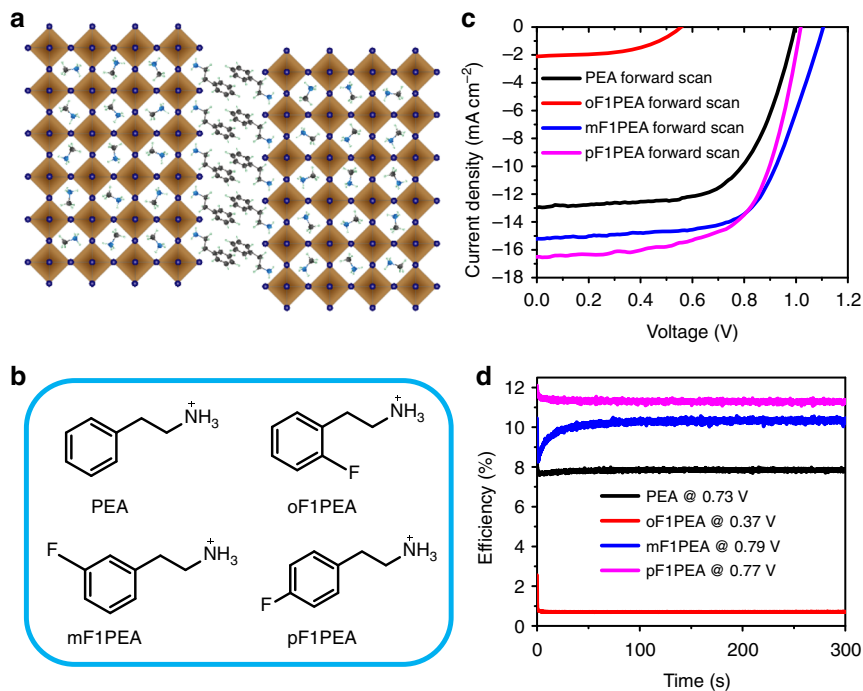 a
b
NH3
+
PEA
NH3
+
F
oF1PEA
F
NH3
+
mF1PEA
F
NH3
+
pF1PEA
c
0
−2
−4
−6
−8
−10
−12
−14
−16
−18
Current density (mA cm−2)
PEA forward scan
oF1PEA forward scan
mF1PEA forward scan
pF1PEA forward scan
0.0 0.2 0.4 0.6 0.8 1.0 1.2
Voltage (V)
d
12
10
8
6
4
2
0
Efficiency (%)
PEA @ 0.73 V
oF1PEA @ 0.37 V
mF1PEA @ 0.79 V
pF1PEA @ 0.77 V
0 100 200 300
Time (s)